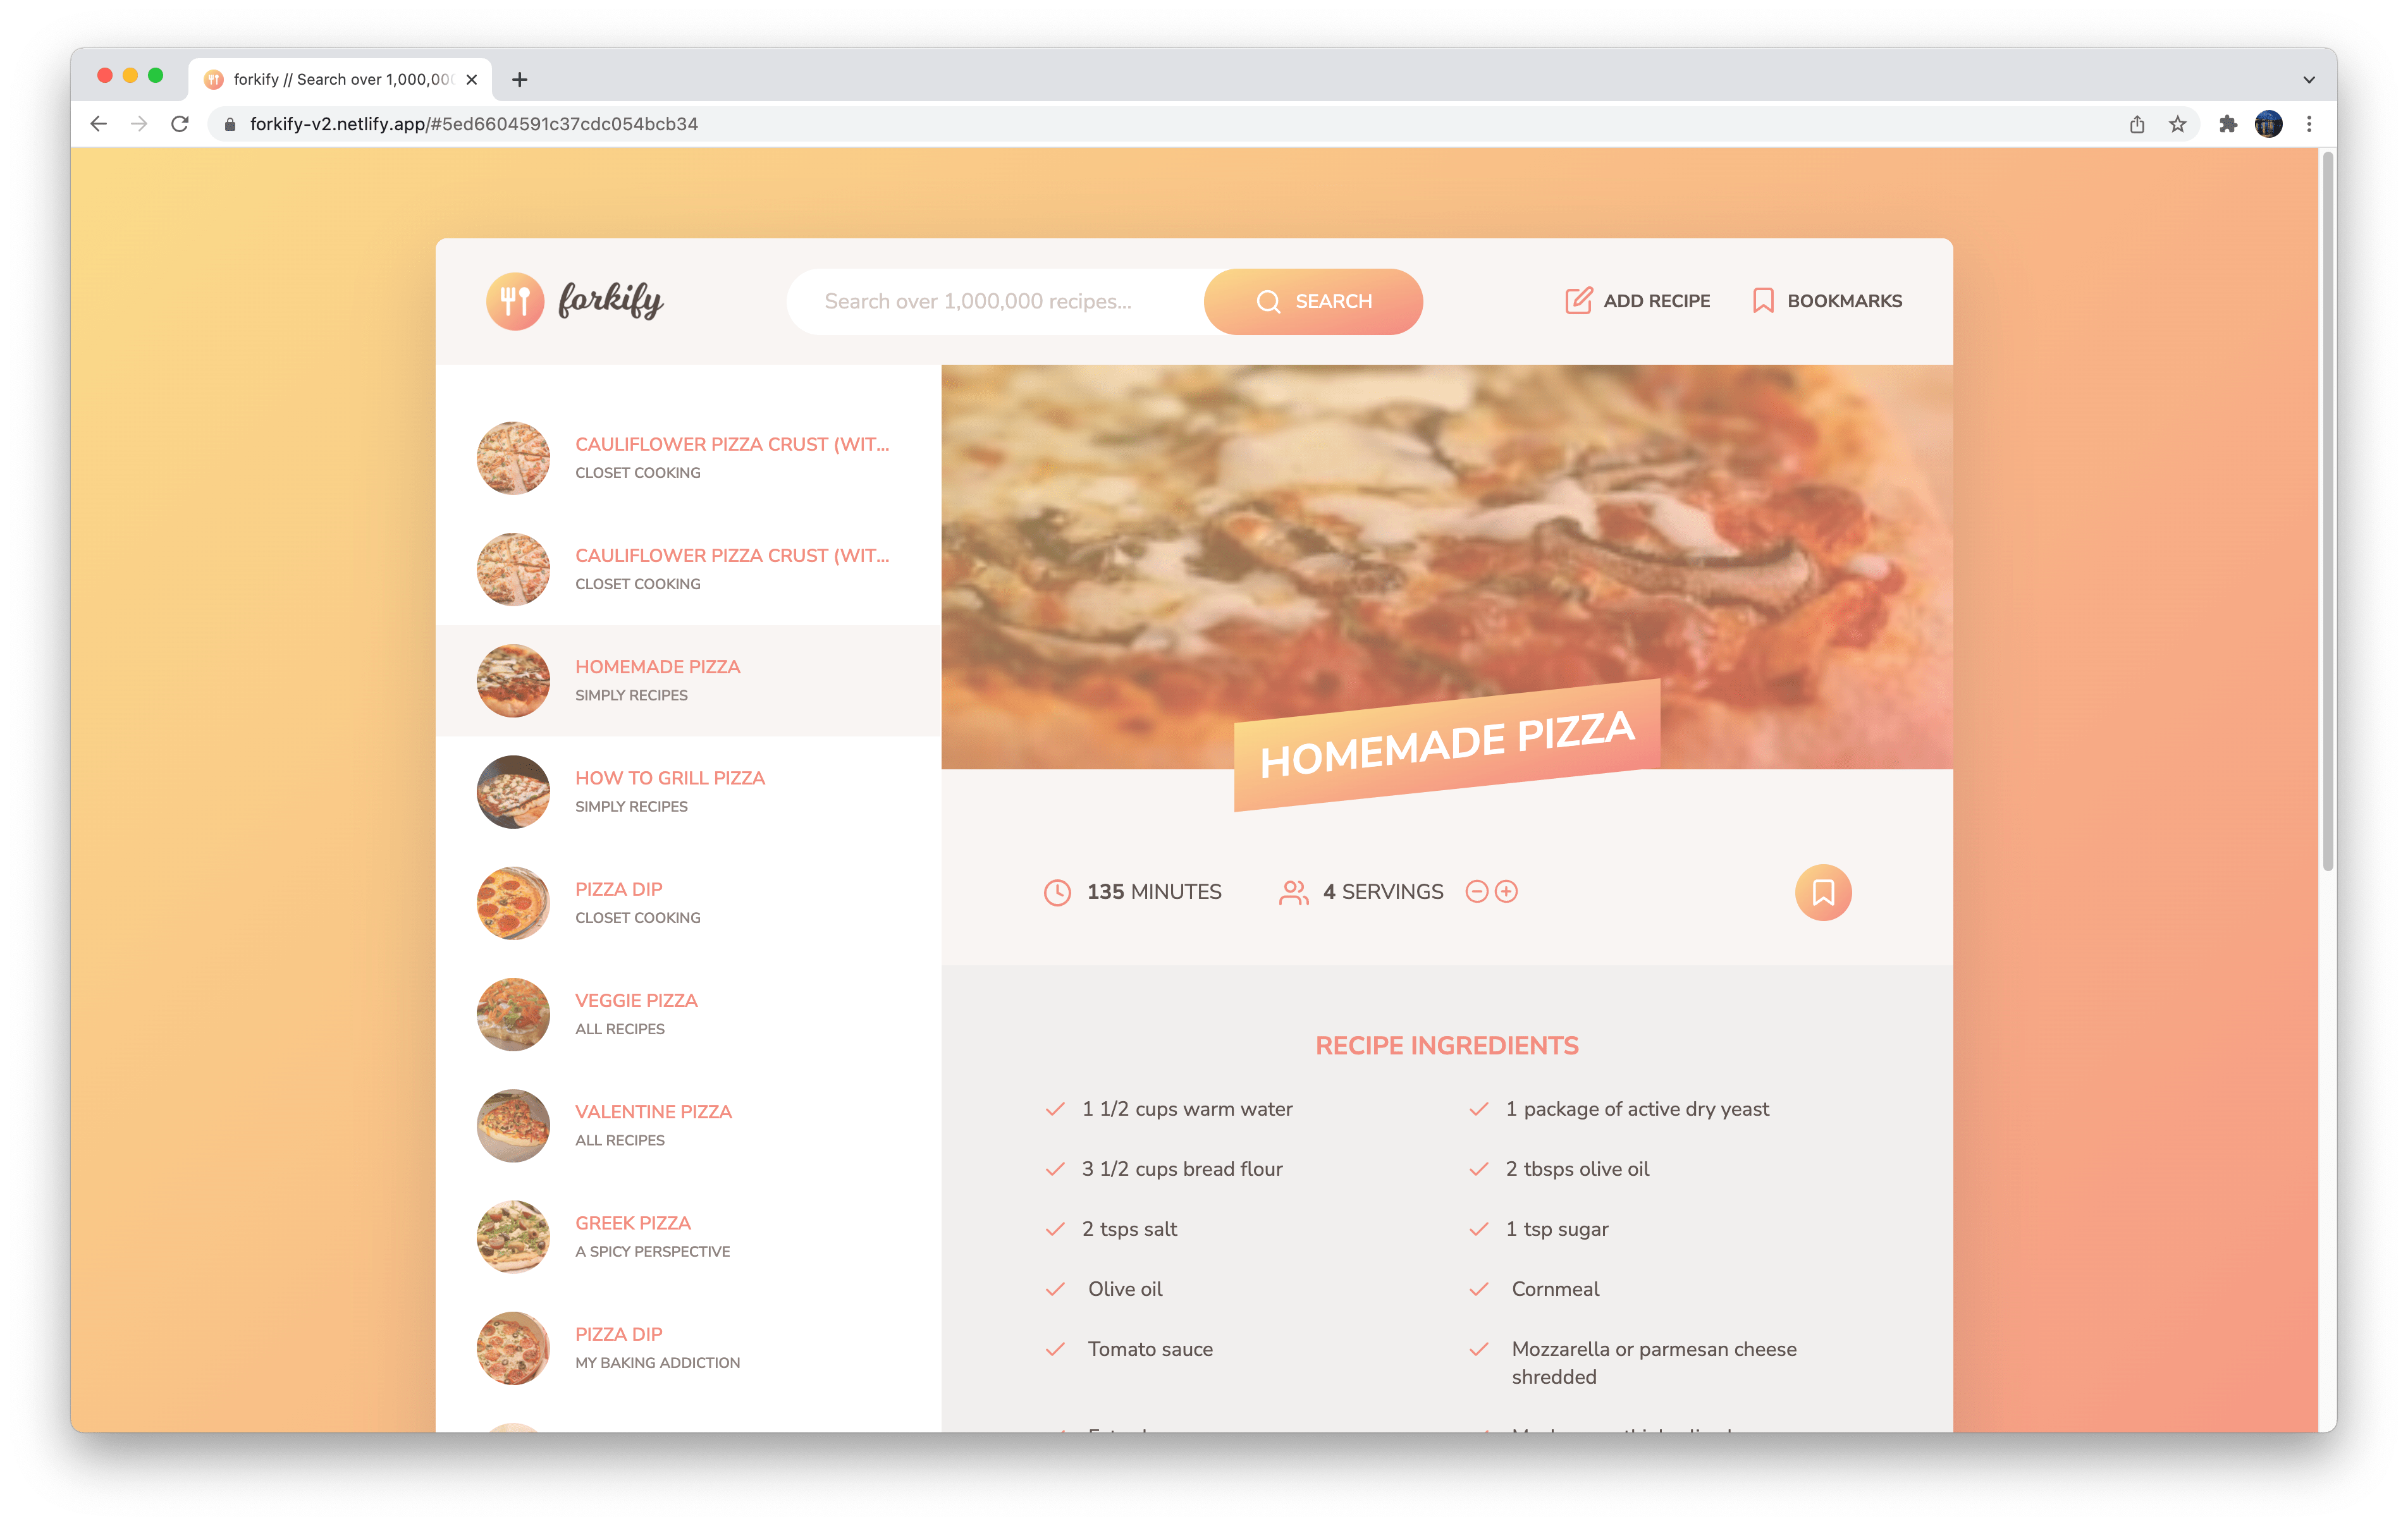 forkify // Search over 1,000,000
forkify-v2.netlify.app/#5ed6604591c37cdc054bcb34
forkify
Search over 1,000,000 recipes...
SEARCH
ADD RECIPE
BOOKMARKS
CAULIFLOWER PIZZA CRUST (WIT...
CLOSET COOKING
CAULIFLOWER PIZZA CRUST (WIT...
CLOSET COOKING
HOMEMADE PIZZA
SIMPLY RECIPES
HOW TO GRILL PIZZA
SIMPLY RECIPES
PIZZA DIP
CLOSET COOKING
VEGGIE PIZZA
ALL RECIPES
VALENTINE PIZZA
ALL RECIPES
GREEK PIZZA
A SPICY PERSPECTIVE
PIZZA DIP
MY BAKING ADDICTION
HOMEMADE PIZZA
135 MINUTES
4 SERVINGS
RECIPE INGREDIENTS
1 1/2 cups warm water
1 package of active dry yeast
3 1/2 cups bread flour
2 tbsps olive oil
2 tsps salt
1 tsp sugar
Olive oil
Cornmeal
Tomato sauce
Mozzarella or parmesan cheese
shredded